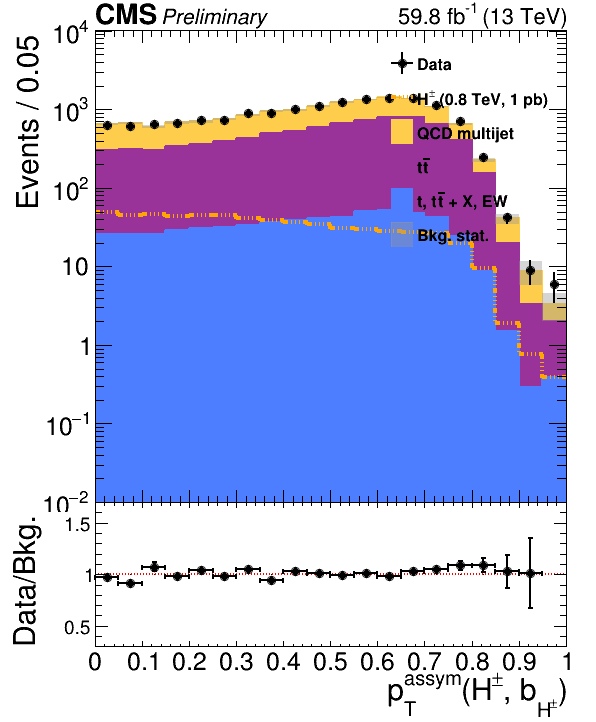 CMS Preliminary 59.8 fb⁻¹ (13 TeV)
Events / 0.05
10⁴
10³
10²
10
1
10⁻¹
10⁻²
Data
H± (0.8 TeV, 1 pb)
QCD multijet
tt̄
t, tt̄ + X, EW
Bkg. stat.
Data/Bkg.
1.5
1
0.5
0 0.1 0.2 0.3 0.4 0.5 0.6 0.7 0.8 0.9 1
p_T^assym(H±, b_H±)